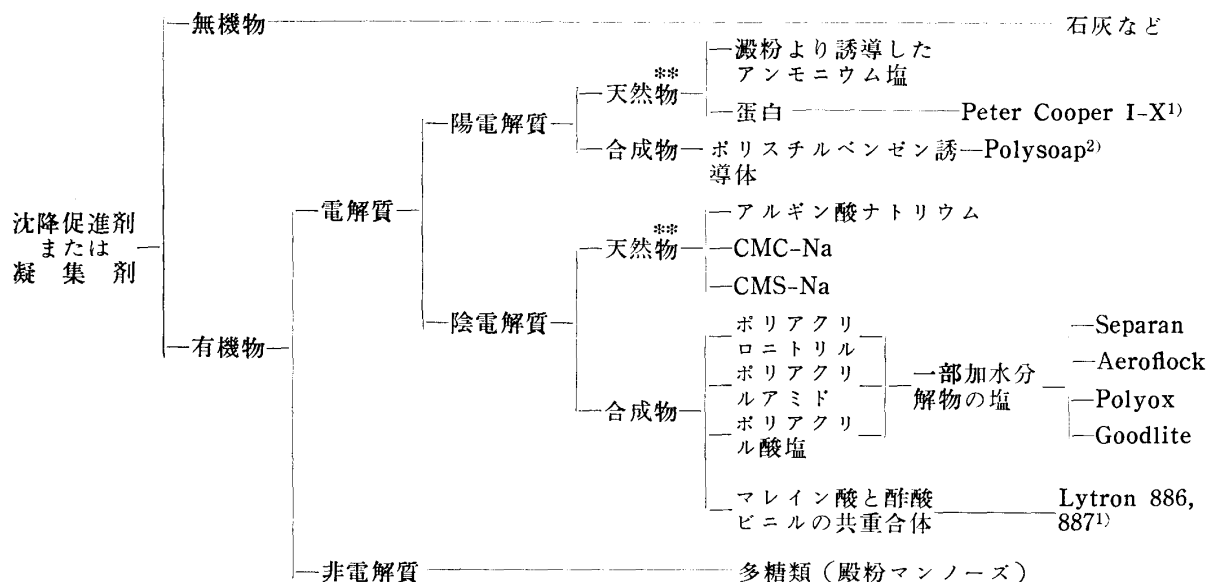 無機物 石灰など
澱粉より誘導した
アンモニウム塩
天然物**
蛋白 Peter Cooper I-X1)
陽電解質
合成物 ポリスチルベンゼン誘 Polysoap2)
導体
電解質
沈降促進剤
または
凝集剤
アルギン酸ナトリウム
天然物**
CMC-Na
CMS-Na
陰電解質
有機物
ポリアクリ
ロニトリル
ポリアクリ
ルアミド
ポリアクリ
ル酸塩
合成物
一部加水分
解物の塩
Separan
Aeroflock
Polyox
Goodlite
マレイン酸と酢酸
ビニルの共重合体
Lytron 886,
8871)
非電解質 多糖類(殿粉マンノーズ)